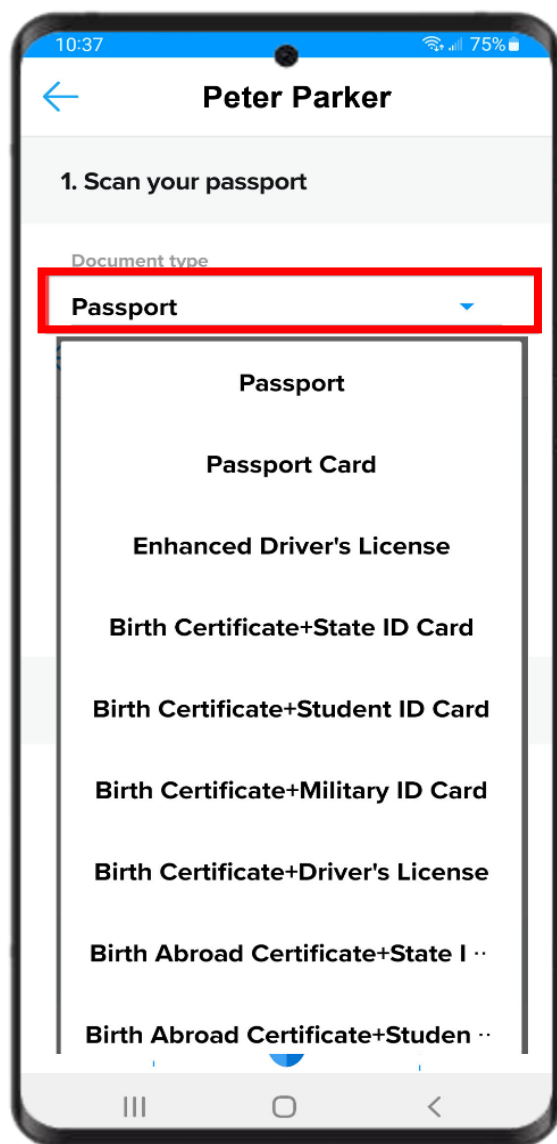 10:37
75%
Peter Parker
1. Scan your passport
Document type
Passport
Passport
Passport Card
Enhanced Driver's License
Birth Certificate+State ID Card
Birth Certificate+Student ID Card
Birth Certificate+Military ID Card
Birth Certificate+Driver's License
Birth Abroad Certificate+State I ··
Birth Abroad Certificate+Studen ··